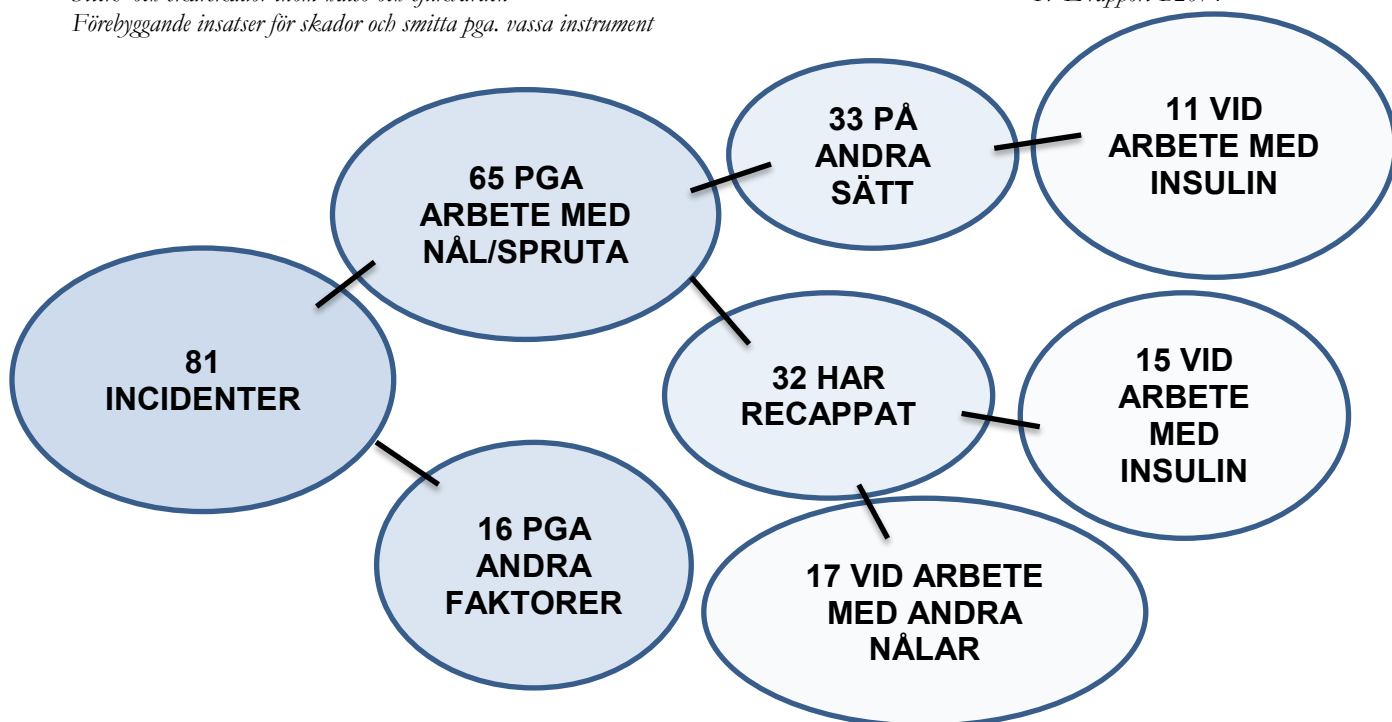 Förebyggande insatser för skador och smitta pga. vassa instrument
33 PÅ
ANDRA
SÄTT
11 VID
ARBETE MED
INSULIN
65 PGA
ARBETE MED
NÅL/SPRUTA
81
INCIDENTER
32 HAR
RECAPPAT
15 VID
ARBETE
MED
INSULIN
16 PGA
ANDRA
FAKTORER
17 VID ARBETE
MED ANDRA
NÅLAR